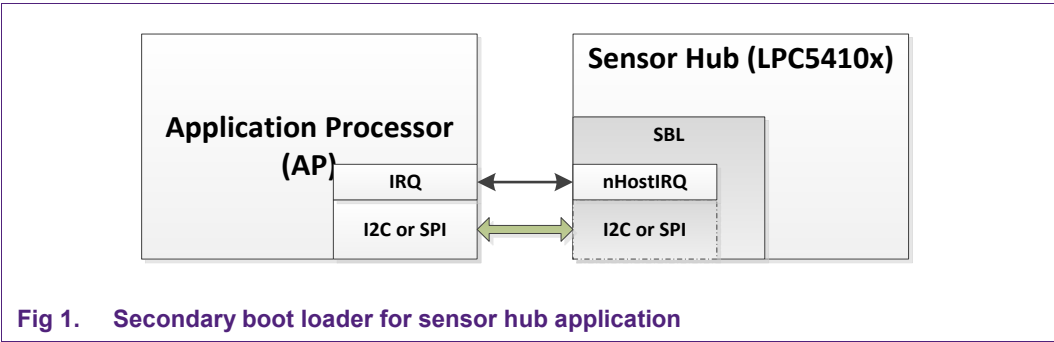 Sensor Hub (LPC5410x)
Application Processor
(AP)
SBL
IRQ
nHostIRQ
I2C or SPI
I2C or SPI
Fig 1. Secondary boot loader for sensor hub application